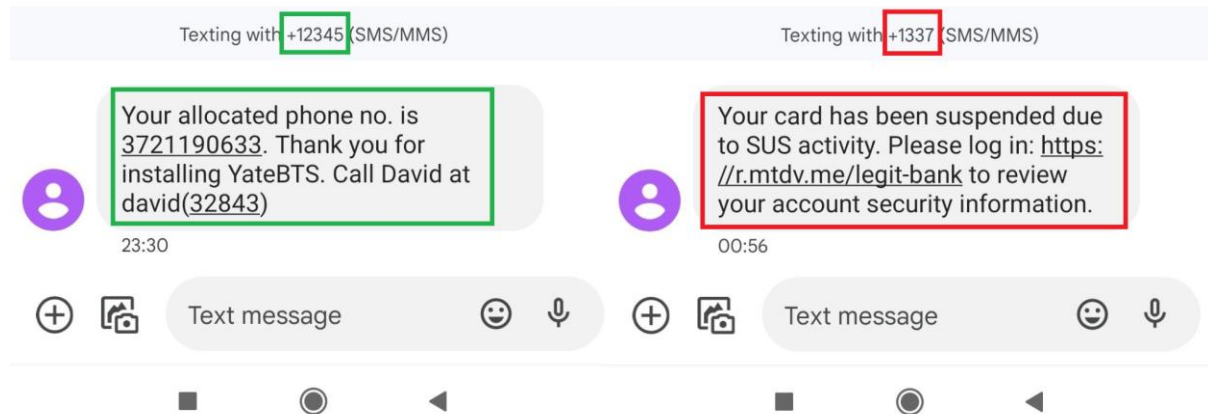 Texting with +12345 (SMS/MMS)
Your allocated phone no. is
3721190633. Thank you for
installing YateBTS. Call David at
david(32843)
23:30
Text message
Texting with +1337 (SMS/MMS)
Your card has been suspended due
to SUS activity. Please log in: https:
//r.mtdv.me/legit-bank to review
your account security information.
00:56
Text message